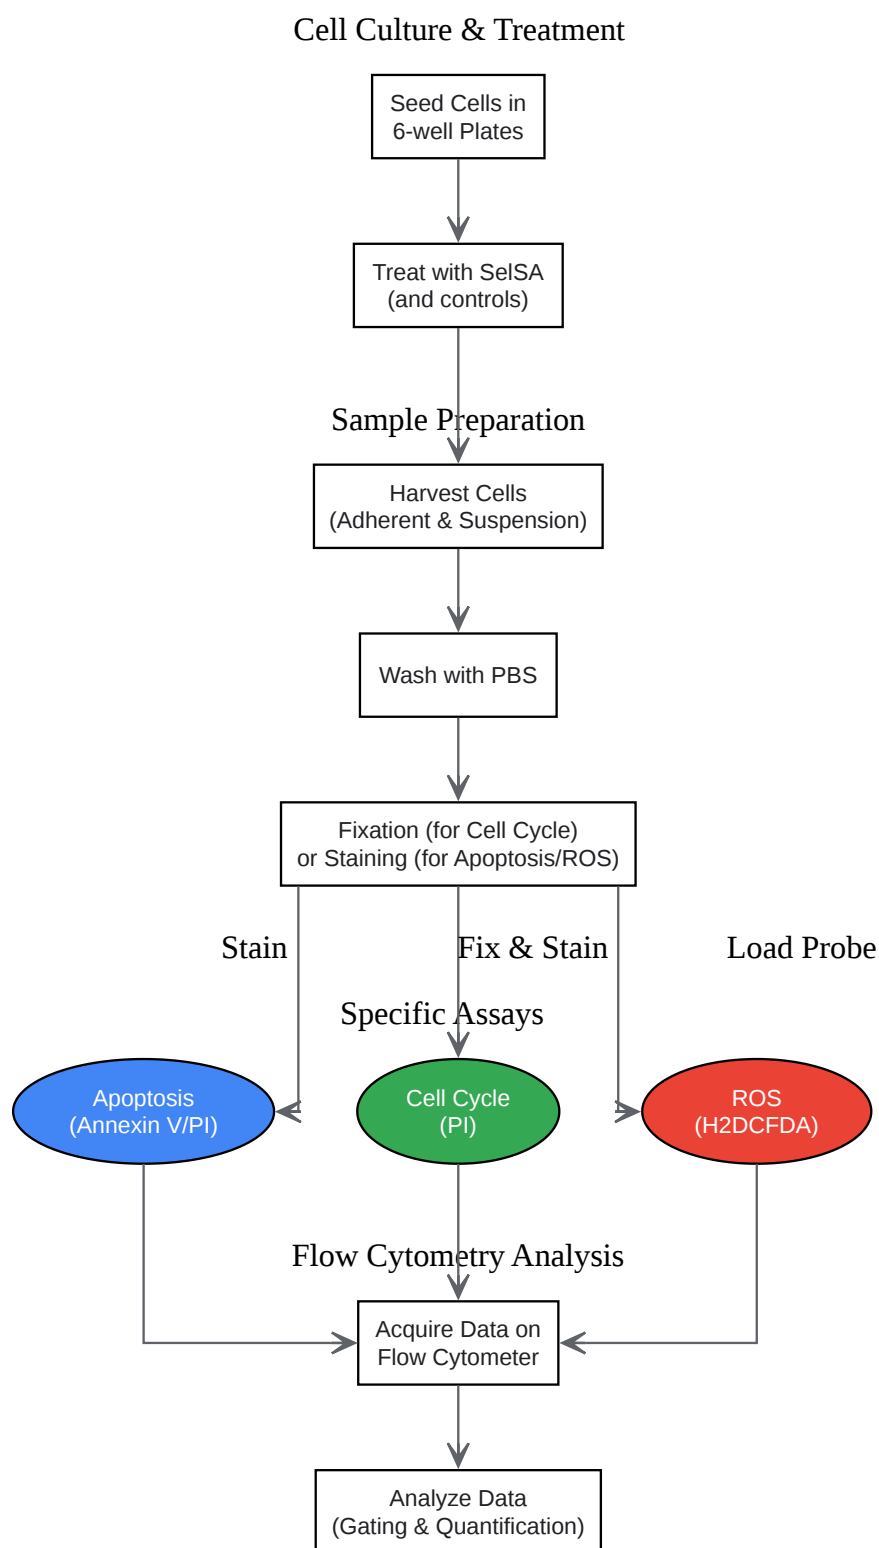 Cell Culture & Treatment
Seed Cells in
6-well Plates
Treat with SelSA
(and controls)
Sample Preparation
Harvest Cells
(Adherent & Suspension)
Wash with PBS
Fixation (for Cell Cycle)
or Staining (for Apoptosis/ROS)
Stain
Fix & Stain
Load Probe
Specific Assays
Apoptosis
(Annexin V/PI)
Cell Cycle
(PI)
ROS
(H2DCFDA)
Flow Cytometry Analysis
Acquire Data on
Flow Cytometer
Analyze Data
(Gating & Quantification)